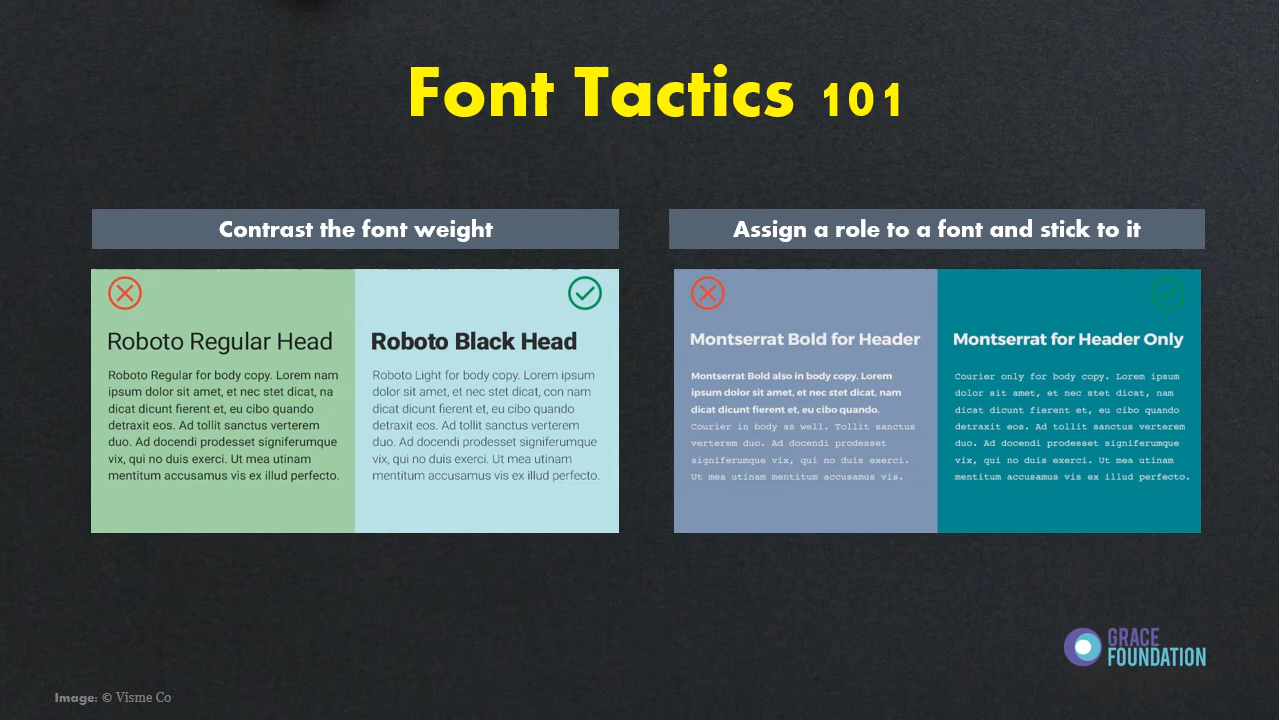 Font Tactics 101
Contrast the font weight
Roboto Regular Head
Roboto Regular for body copy. Lorem nam
ipsum dolor sit amet, et nec stet dicat, na
dicat dicunt fierent et, eu cibo quando
detraxit eos. Ad tollit sanctus verterem
duo. Ad docendi prodesset signiferumque
vix, qui no duis exerci. Ut mea utinam
mentitum accusamus vis ex illud perfecto.
Roboto Black Head
Roboto Light for body copy. Lorem ipsum
dolor sit amet, et nec stet dicat, con nam
dicat dicunt fierent et, eu cibo quando
detraxit eos. Ad tollit sanctus verterem
duo. Ad docendi prodesset signiferumque
vix, qui no duis exerci. Ut mea utinam
mentitum accusamus vis ex illud perfecto.
Assign a role to a font and stick to it
Montserrat Bold for Header
Montserrat Bold also in body copy. Lorem
ipsum dolor sit amet, et nec stet dicat, nam
dicat dicunt fierent et, eu cibo quando.
Courier in body as well. Tollit sanctus
verterem duo. Ad docendi prodesset
signiferumque vix, qui no duis exerci.
Ut mea utinam mentitum accusamus vis.
Montserrat for Header Only
Courier only for body copy. Lorem ipsum
dolor sit amet, et nec stet dicat, nam
dicat dicunt fierent et, eu cibo quando
detraxit eos. Ad tollit sanctus verterem
duo. Ad docendi prodesset signiferumque
vix, qui no duis exerci. Ut mea utinam
mentitum accusamus vis ex illud perfecto.
GRACE
FOUNDATION
Image: © Visme Co